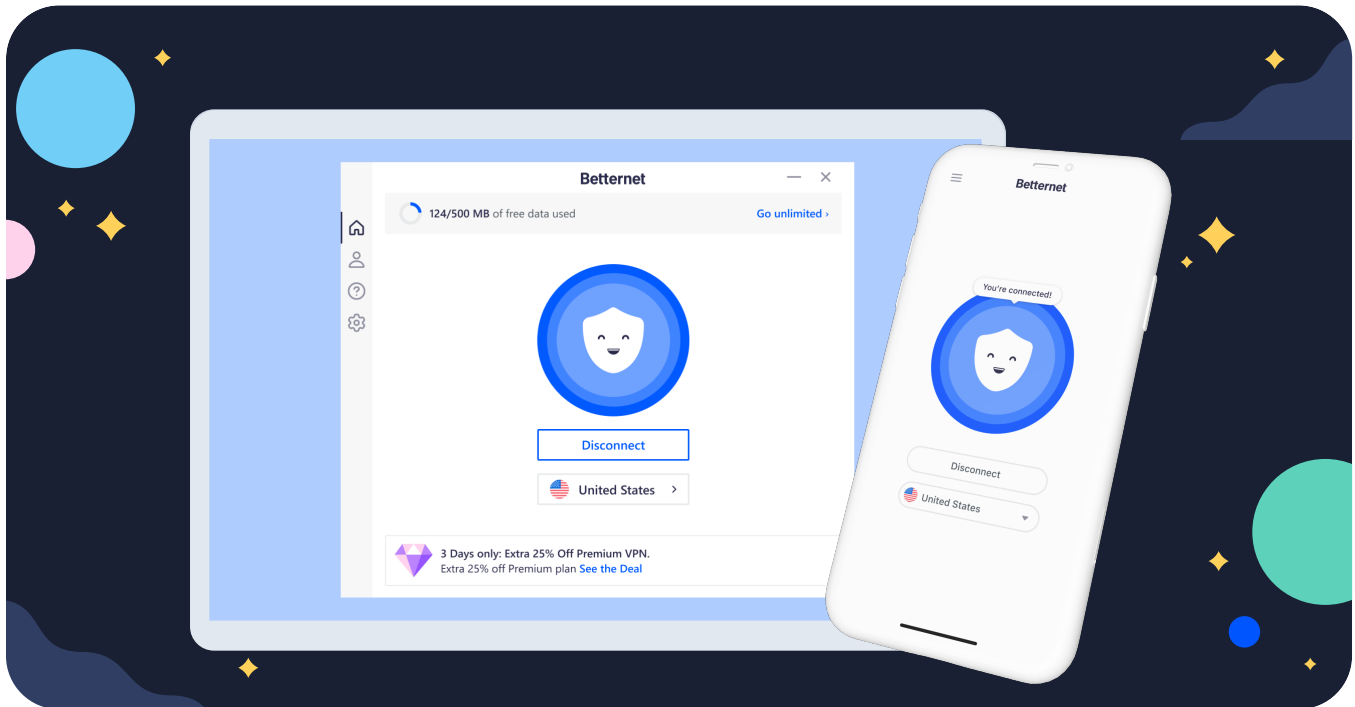 Betternet
124/500 MB of free data used
Go unlimited ›
Disconnect
United States
3 Days only: Extra 25% Off Premium VPN.
Extra 25% off Premium plan See the Deal
Betternet
You're connected!
Disconnect
United States